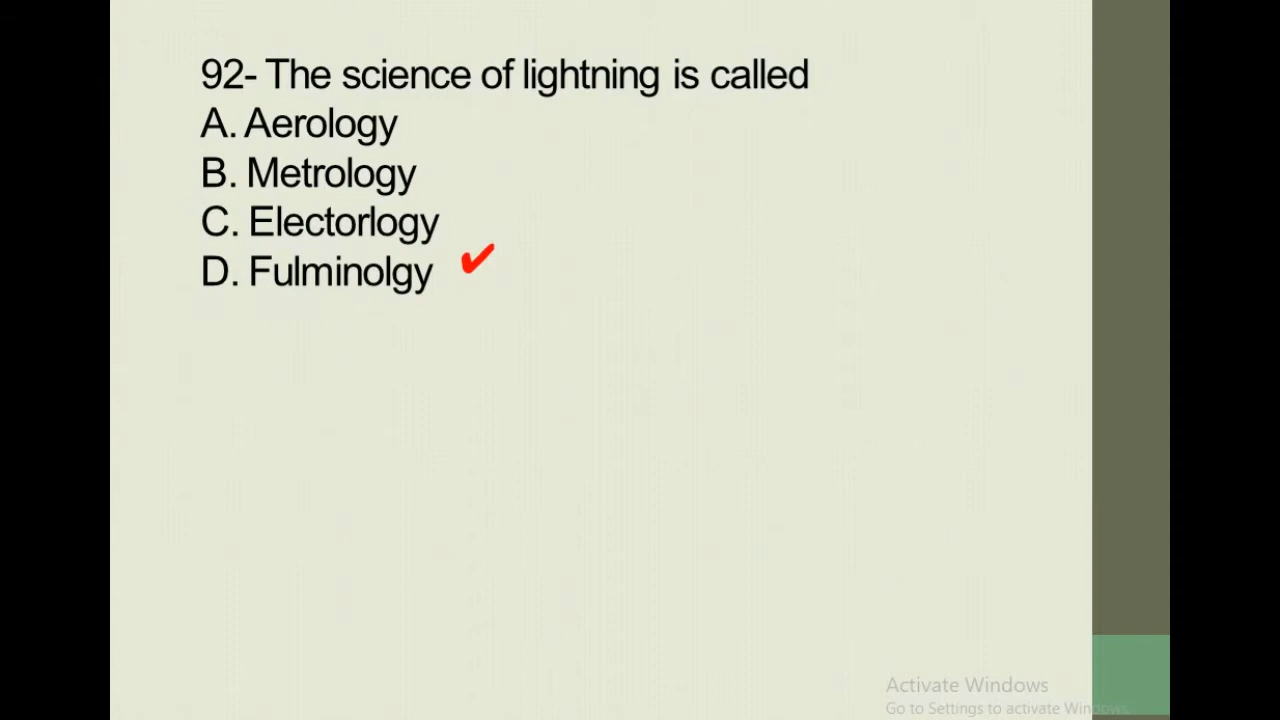 92- The science of lightning is called
A. Aerology
B. Metrology
C. Electorlogy
D. Fulminolgy
Activate Windows
Go to Settings to activate Windows.